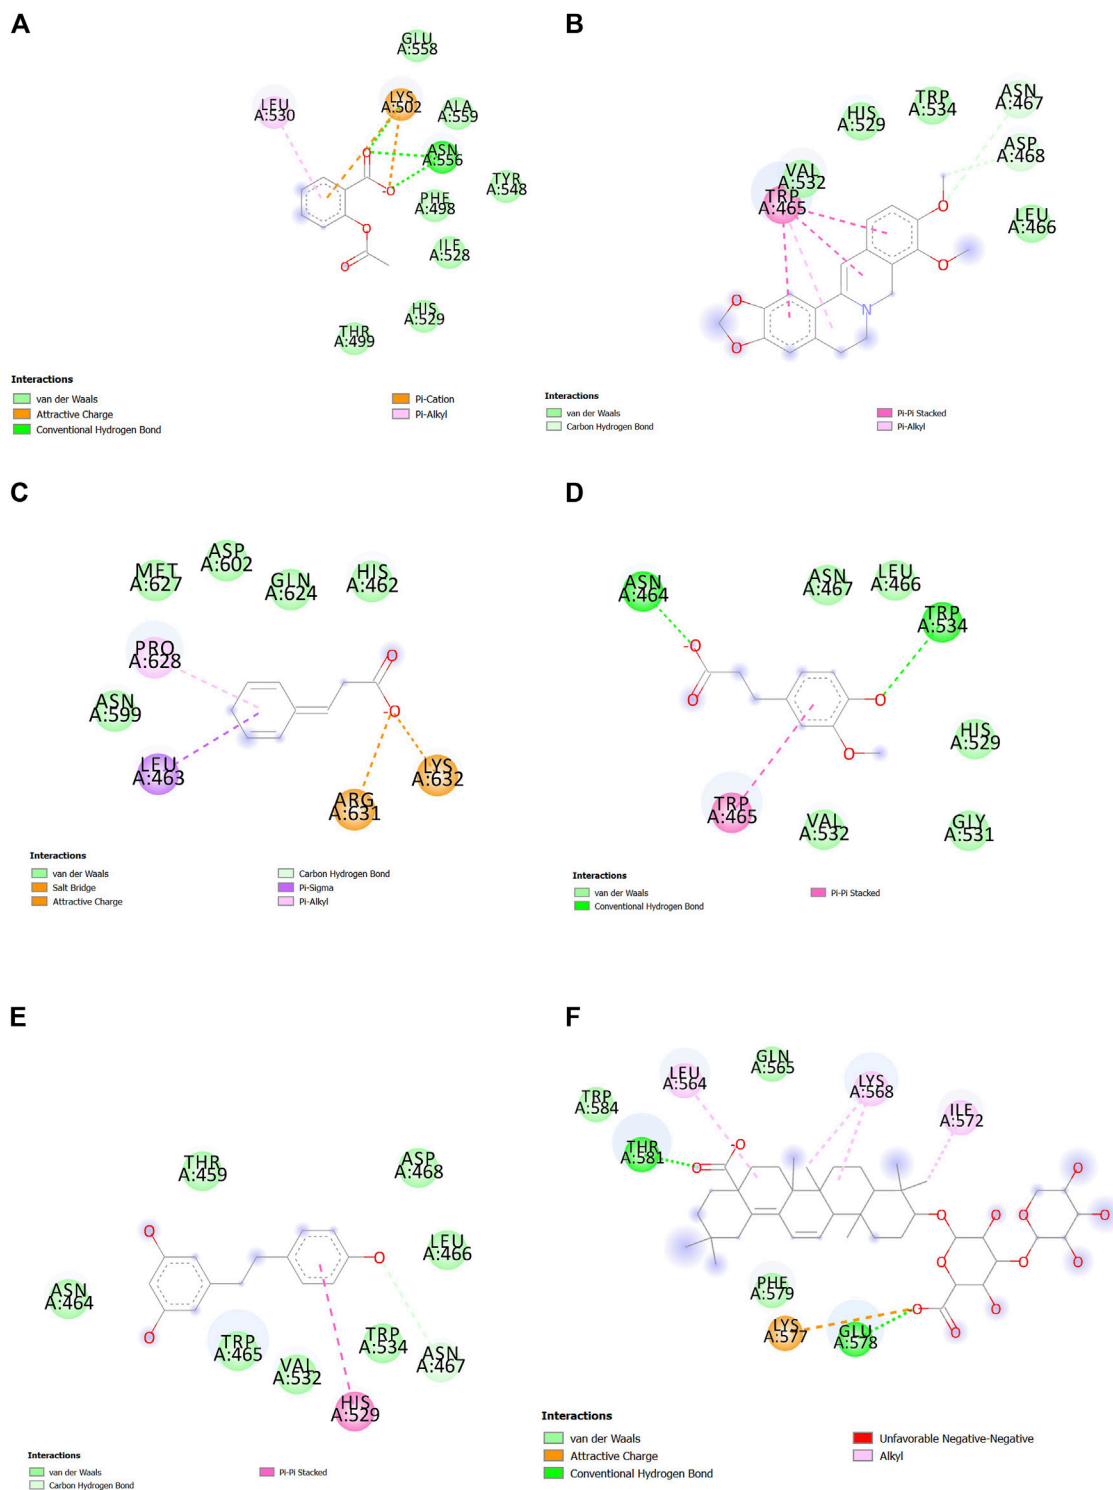 A
GLU
A:558
LYS
A:502
LEU
A:530
ALA
A:559
ASN
A:556
TYR
A:548
PHE
A:498
ILE
A:528
HIS
A:529
THR
A:499
O
O
-
O
O
Interactions
van der Waals
Attractive Charge
Conventional Hydrogen Bond
Pi-Cation
Pi-Alkyl
B
ASN
A:467
TRP
A:534
HIS
A:529
ASP
A:468
VAL
A:532
TRP
A:465
LEU
A:466
O
O
O
N
O
Interactions
van der Waals
Carbon Hydrogen Bond
Pi-Pi Stacked
Pi-Alkyl
C
ASP
A:602
MET
A:627
GLN
A:624
HIS
A:462
PRO
A:628
ASN
A:599
LEU
A:463
LYS
A:632
ARG
A:631
O
-O
Interactions
van der Waals
Salt Bridge
Attractive Charge
Carbon Hydrogen Bond
Pi-Sigma
Pi-Alkyl
D
ASN
A:464
ASN
A:467
LEU
A:466
TRP
A:534
HIS
A:529
TRP
A:465
VAL
A:532
GLY
A:531
-O
O
O
O
Interactions
van der Waals
Conventional Hydrogen Bond
Pi-Pi Stacked
E
THR
A:459
ASP
A:468
LEU
A:466
ASN
A:464
TRP
A:465
VAL
A:532
TRP
A:534
ASN
A:467
HIS
A:529
O
O
O
Interactions
van der Waals
Carbon Hydrogen Bond
Pi-Pi Stacked
F
GLN
A:565
LEU
A:564
LYS
A:568
TRP
A:584
ILE
A:572
THR
A:581
PHE
A:579
LYS
A:577
GLU
A:578
-O
O
O
O
O
O
O
O
O
O
O
O
-O
O
Interactions
van der Waals
Attractive Charge
Conventional Hydrogen Bond
Unfavorable Negative-Negative
Alkyl